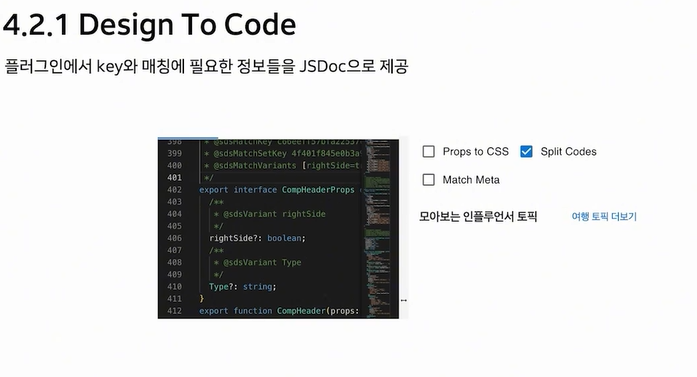 4.2.1 Design To Code
플러그인에서 key와 매칭에 필요한 정보들을 JSDoc으로 제공
398 * @sdsMatchKey
399 * @sdsMatchSetKey 4f401f845e0b3a
400 * @sdsMatchVariants [rightSide=t
401 */
402 export interface CompHeaderProps
403 /**
404 * @sdsVariant rightSide
405 */
406 rightSide?: boolean;
407 /**
408 * @sdsVariant Type
409 */
410 Type?: string;
411 }
412 export function CompHeader(props:
Props to CSS
Split Codes
Match Meta
모아보는 인플루언서 토픽
여행 토픽 더보기